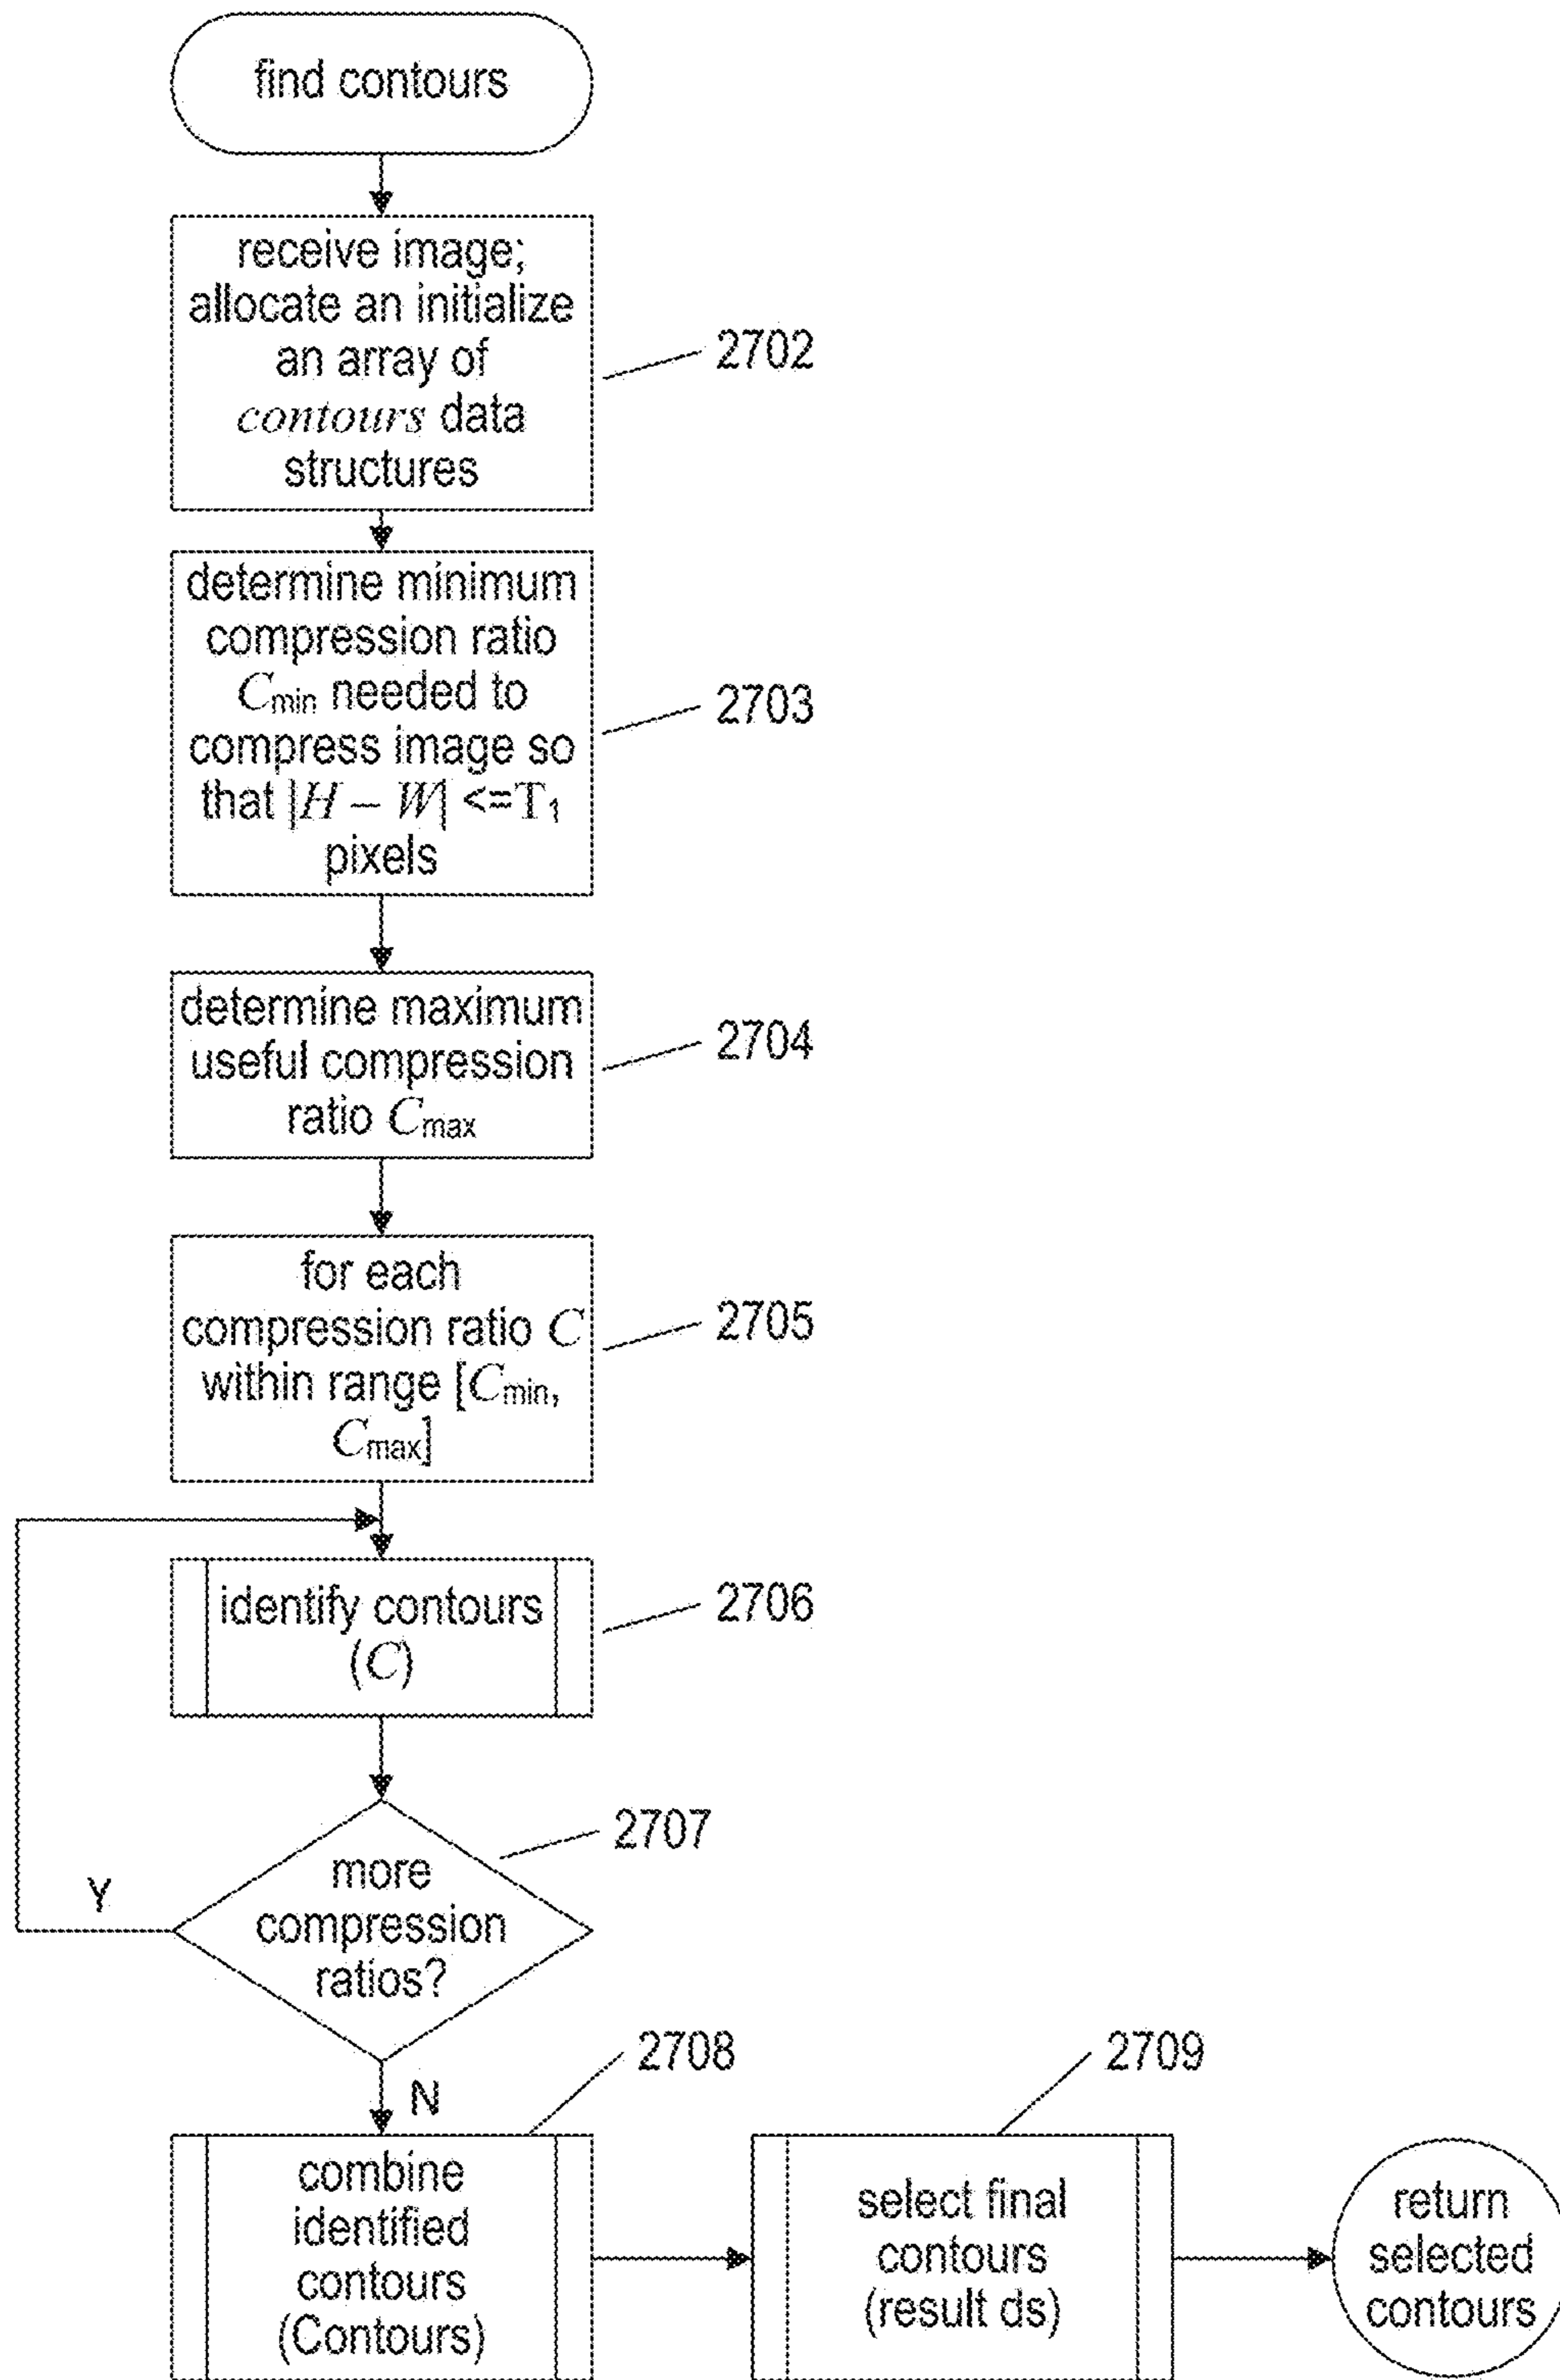 find contours
receive image;
allocate an initialize
an array of
contours data
structures
2702
determine minimum
compression ratio
Cmin needed to
compress image so
that |H – W| <=T1
pixels
2703
determine maximum
useful compression
ratio Cmax
2704
for each
compression ratio C
within range [Cmin,
Cmax]
2705
identify contours
(C)
2706
more
compression
ratios?
2707
Y
N
combine
identified
contours
(Contours)
2708
select final
contours
(result ds)
2709
return
selected
contours